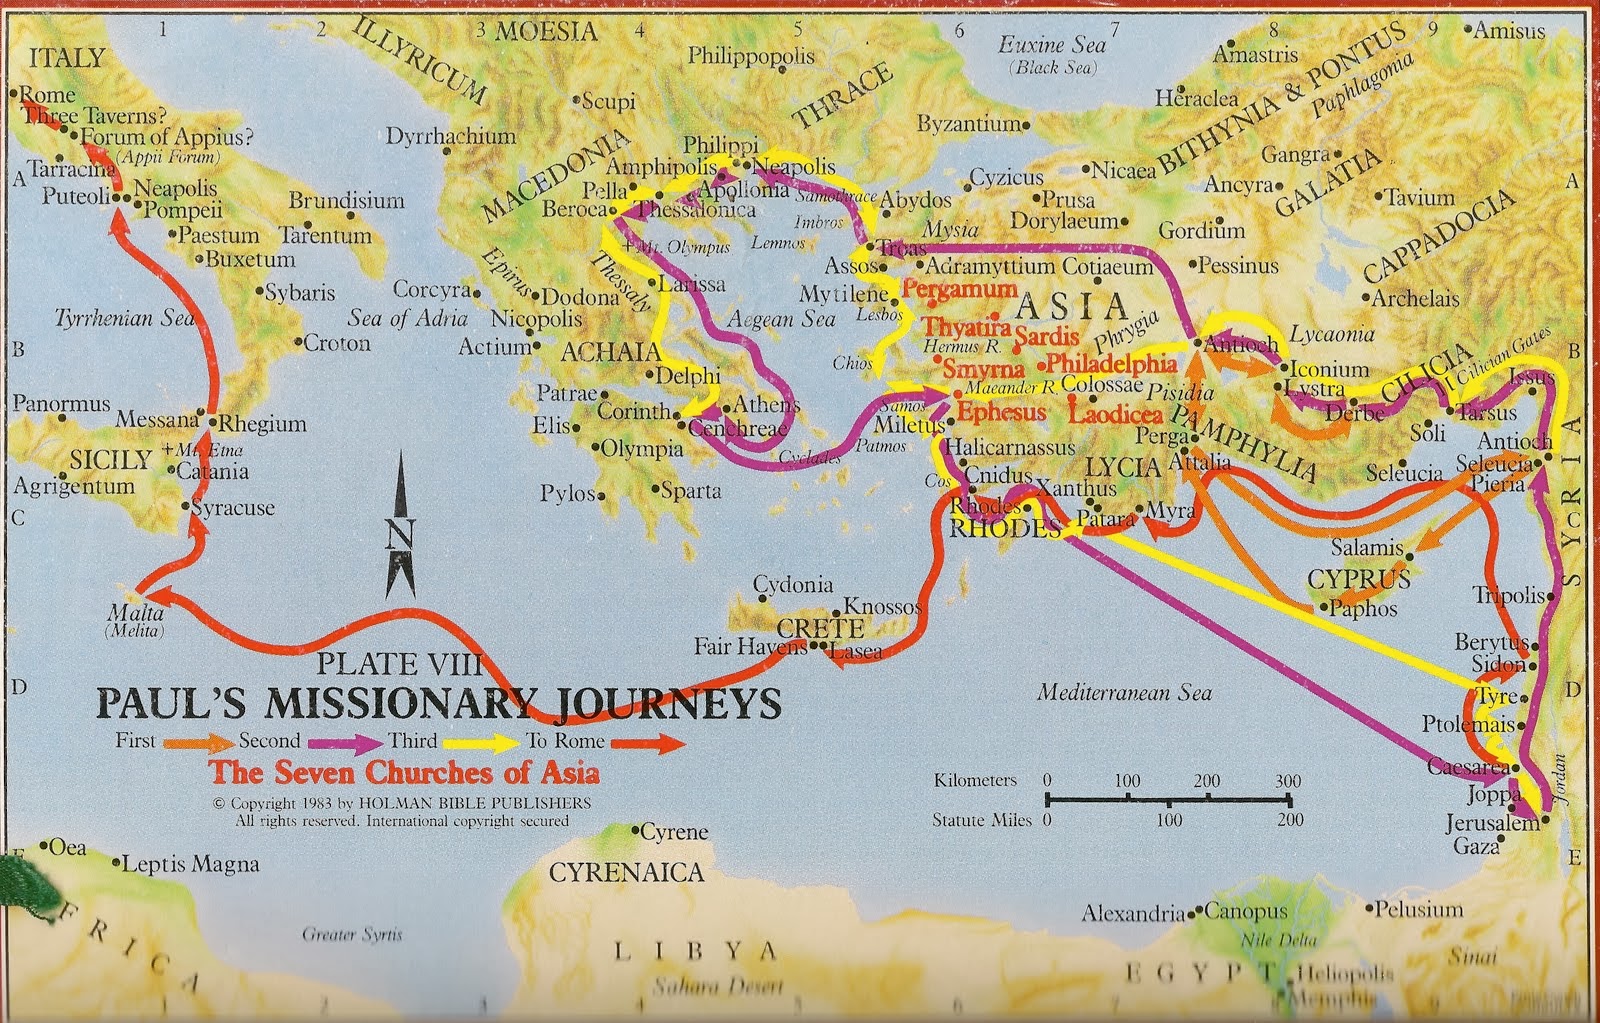 1 2 3 4 5 6 7 8 9
ITALY
ILLYRICUM
MOESIA
Philippopolis
THRACE
Euxine Sea
(Black Sea)
Amastris
Amisus
BITHYNIA & PONTUS
Paphlagonia
Heraclea
Rome
Three Taverns?
Forum of Appius?
(Appii Forum)
Tarracina
A
Puteoli
Neapolis
Pompeii
Paestum
Buxetum
Brundisium
Tarentum
Sybaris
Croton
Tyrrhenian Sea
Scupi
Dyrrhachium
MACEDONIA
Philippi
Amphipolis
Neapolis
Pella
Apollonia
Beroea
Thessalonica
Samothrace
Imbros
Lemnos
+Mt. Olympus
Byzantium
Cyzicus
Nicaea
Abydos
Prusa
Dorylaeum
Gangra
Ancyra
GALATIA
Tavium
A
Gordium
CAPPADOCIA
Mysia
Troas
Assos
Adramyttium
Cotiaeum
Pessinus
Archelais
Epirus
Thessaly
Larissa
Corcyra
Dodona
Sea of Adria
Nicopolis
Actium
ACHAIA
Delphi
Aegean Sea
Mytilene
Lesbos
Chios
Pergamum
ASIA
Thyatira
Hermus R.
Sardis
Phrygia
Smyrna
Philadelphia
Antioch
Lycaonia
Iconium
Lystra
Derbe
CILICIA
Cilician Gates
Issus
Tarsus
Soli
B
B
Maeander R.
Colossae
Pisidia
Ephesus
Laodicea
Samos
Miletus
Patmos
PAMPHYLIA
Perga
Attalia
Halicarnassus
Cnidus
Cos
LYCIA
Xanthus
Patara
Myra
Rhodes
RHODES
Antioch
Seleucia
Seleucia
Pieria
SYRIA
C
Panormus
Messana
Rhegium
SICILY
+Mt. Etna
Catania
Agrigentum
C
Syracuse
Patrae
Corinth
Athens
Cenchreae
Elis
Olympia
Pylos
Sparta
Cyclades
N
Salamis
CYPRUS
Paphos
Tripolis
Berytus
Sidon
D
Tyre
Ptolemais
Caesarea
Joppa
Jordan
Jerusalem
Gaza
E
Malta
(Melita)
Cydonia
Knossos
CRETE
Fair Havens
Lasea
D
Mediterranean Sea
PLATE VIII
PAUL'S MISSIONARY JOURNEYS
First Second Third To Rome
The Seven Churches of Asia
© Copyright 1983 by HOLMAN BIBLE PUBLISHERS
All rights reserved. International copyright secured
Kilometers 0 100 200 300
Statute Miles 0 100 200
Oea
Leptis Magna
Cyrene
CYRENAICA
FRICA
Greater Syrtis
LIBYA
Sahara Desert
Alexandria
Canopus
Nile Delta
Pelusium
EGYPT
Heliopolis
Memphis
Sinai
1 2 3 4 5 6 7 8 9